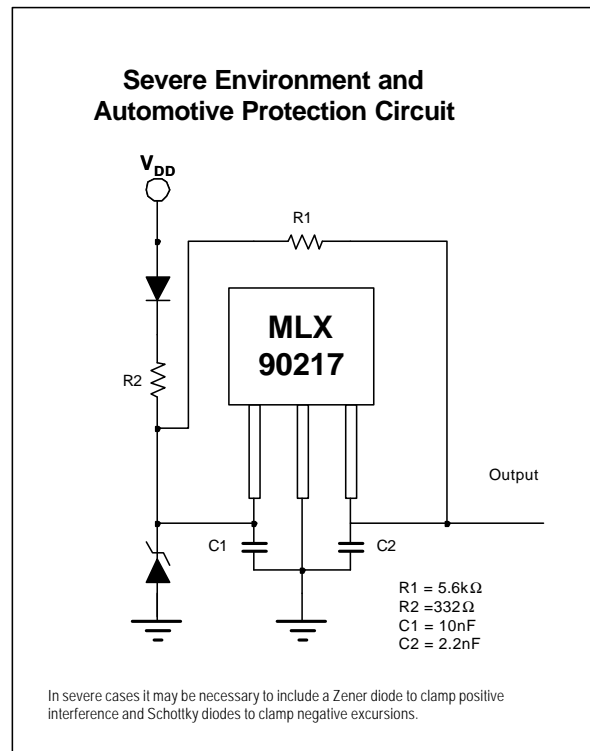 Severe Environment and
Automotive Protection Circuit
VDD
R1
MLX
90217
R2
Output
C1
C2
R1 = 5.6kΩ
R2 =332Ω
C1 = 10nF
C2 = 2.2nF
In severe cases it may be necessary to include a Zener diode to clamp positive
interference and Schottky diodes to clamp negative excursions.